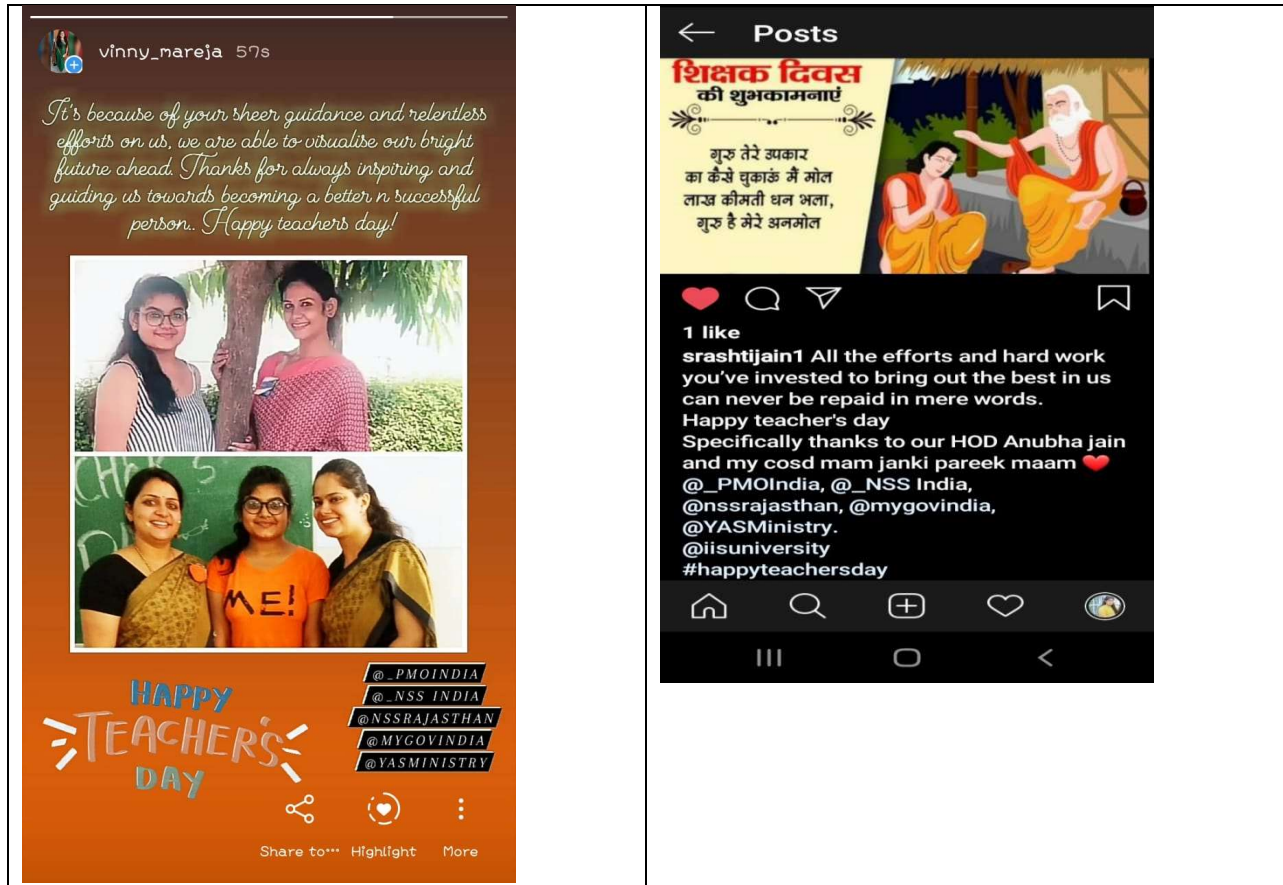 vinny_mareja 57s
It's because of your sheer guidance and relentless
efforts on us, we are able to visualise our bright
future ahead. Thanks for always inspiring and
guiding us towards becoming a better n successful
person.. Happy teachers day!
ME!
HAPPY
TEACHER'S
DAY
@_PMOINDIA
@_NSS INDIA
@NSSRAJASTHAN
@MYGOVINDIA
@YASMINISTRY
Share to... Highlight More
Posts
शिक्षक दिवस
की शुभकामनाएं
गुरु तेरे उपकार
का कैसे चुकाऊं मैं मोल
लाख कीमती धन भला,
गुरु है मेरे अनमोल
1 like
srashtijain1 All the efforts and hard work
you've invested to bring out the best in us
can never be repaid in mere words.
Happy teacher's day
Specifically thanks to our HOD Anubha jain
and my cosd mam janki pareek maam ❤️
@_PMOIndia, @_NSS India,
@nssrajasthan, @mygovindia,
@YASMinistry.
@iisuniversity
#happyteachersday